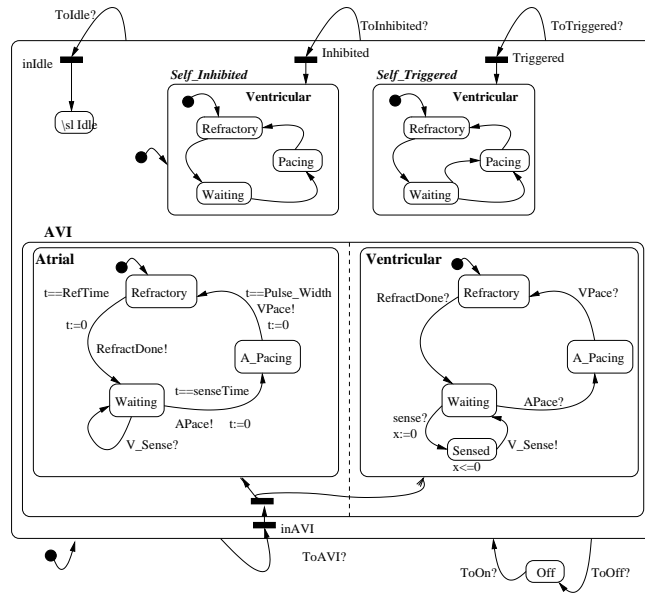 ToIdle?
ToInhibited?
ToTriggered?
inIdle
Inhibited
Triggered
Self_Inhibited
Self_Triggered
Ventricular
Ventricular
\sl Idle
Refractory
Refractory
Pacing
Pacing
Waiting
Waiting
AVI
Atrial
Ventricular
t==RefTime
Refractory
t==Pulse_Width
VPace!
t:=0
t:=0
RefractDone!
A_Pacing
t==senseTime
Waiting
APace!
t:=0
V_Sense?
RefractDone?
Refractory
VPace?
A_Pacing
Waiting
APace?
sense?
x:=0
V_Sense!
Sensed
x<=0
inAVI
ToAVI?
ToOn?
Off
ToOff?